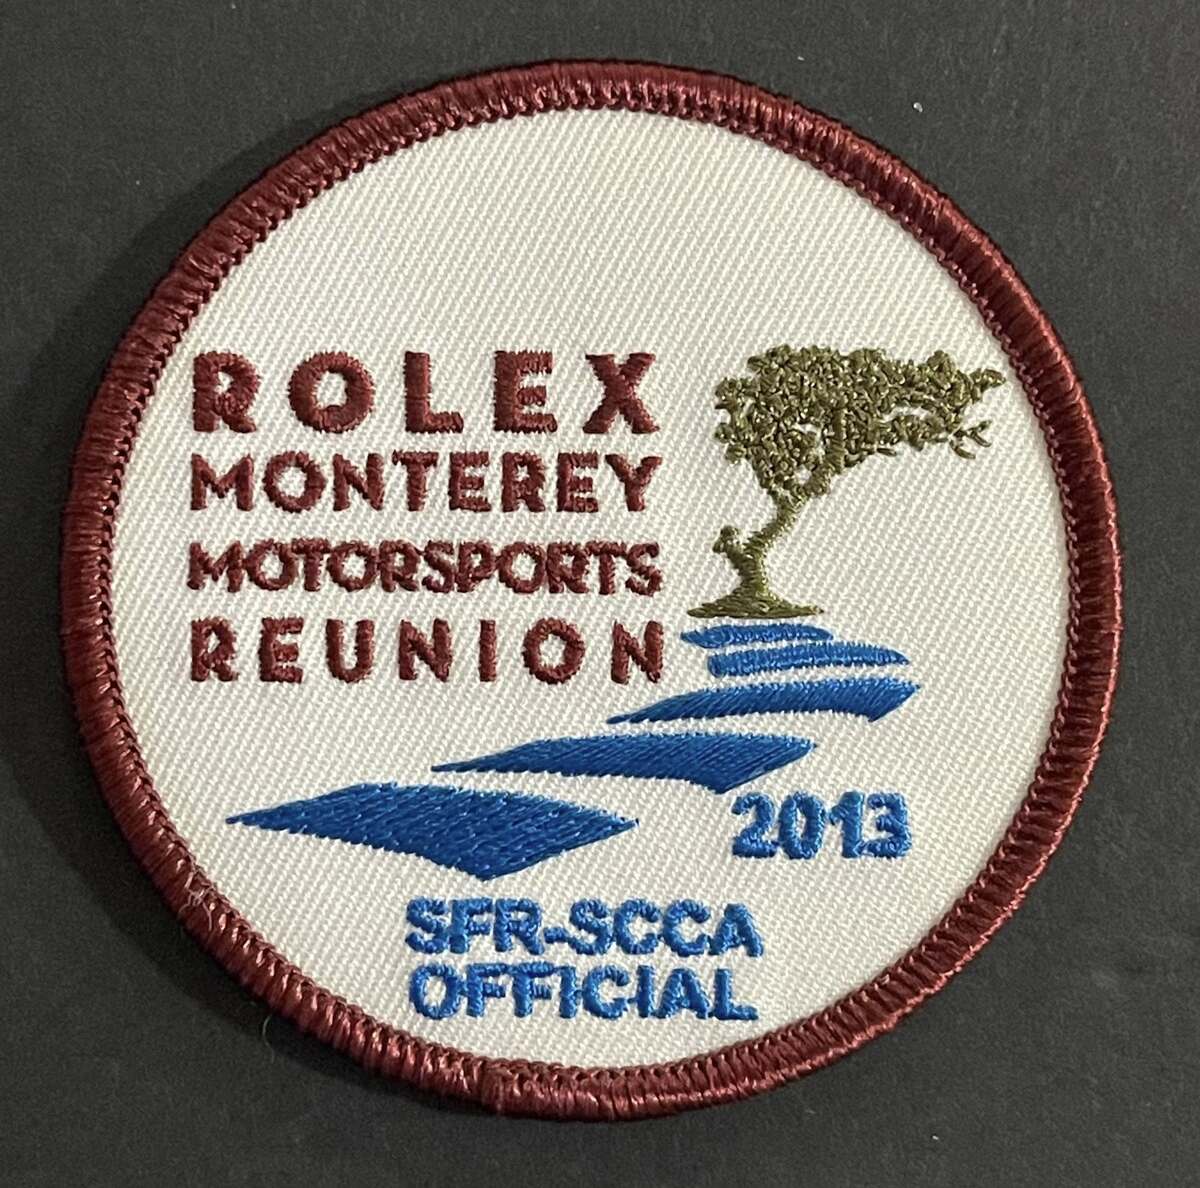 ROLEX
MONTEREY
MOTORSPORTS
REUNION
2013
SFR-SCCA
OFFICIAL